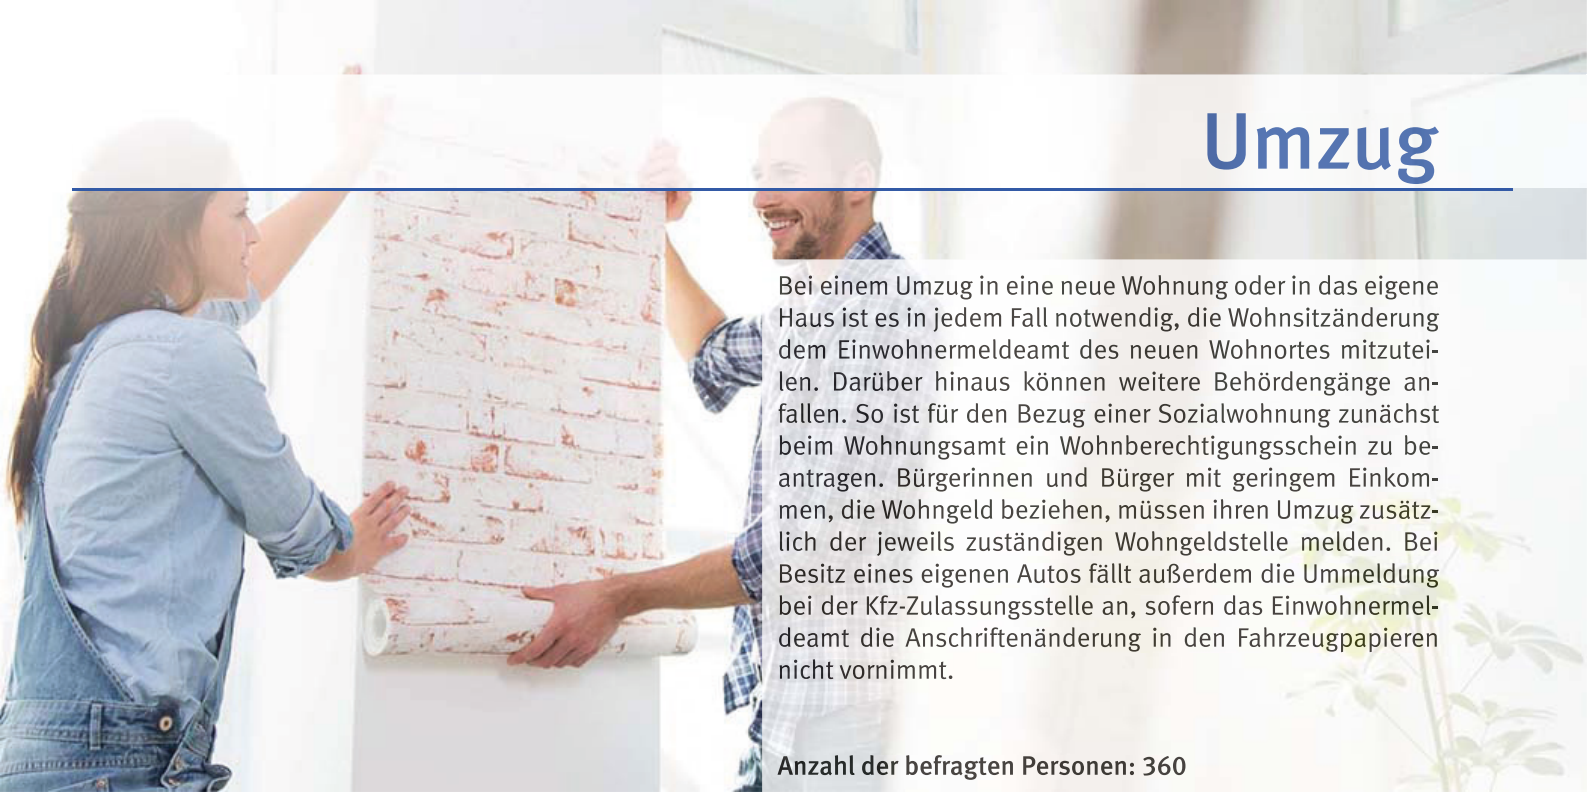 Umzug
Bei einem Umzug in eine neue Wohnung oder in das eigene
Haus ist es in jedem Fall notwendig, die Wohnsitzänderung
dem Einwohnermeldeamt des neuen Wohnortes mitzutei-
len. Darüber hinaus können weitere Behördengänge an-
fallen. So ist für den Bezug einer Sozialwohnung zunächst
beim Wohnungsamt ein Wohnberechtigungsschein zu be-
antragen. Bürgerinnen und Bürger mit geringem Einkom-
men, die Wohngeld beziehen, müssen ihren Umzug zusätz-
lich der jeweils zuständigen Wohngeldstelle melden. Bei
Besitz eines eigenen Autos fällt außerdem die Ummeldung
bei der Kfz-Zulassungsstelle an, sofern das Einwohnermel-
deamt die Anschriftenänderung in den Fahrzeugpapieren
nicht vornimmt.
Anzahl der befragten Personen: 360